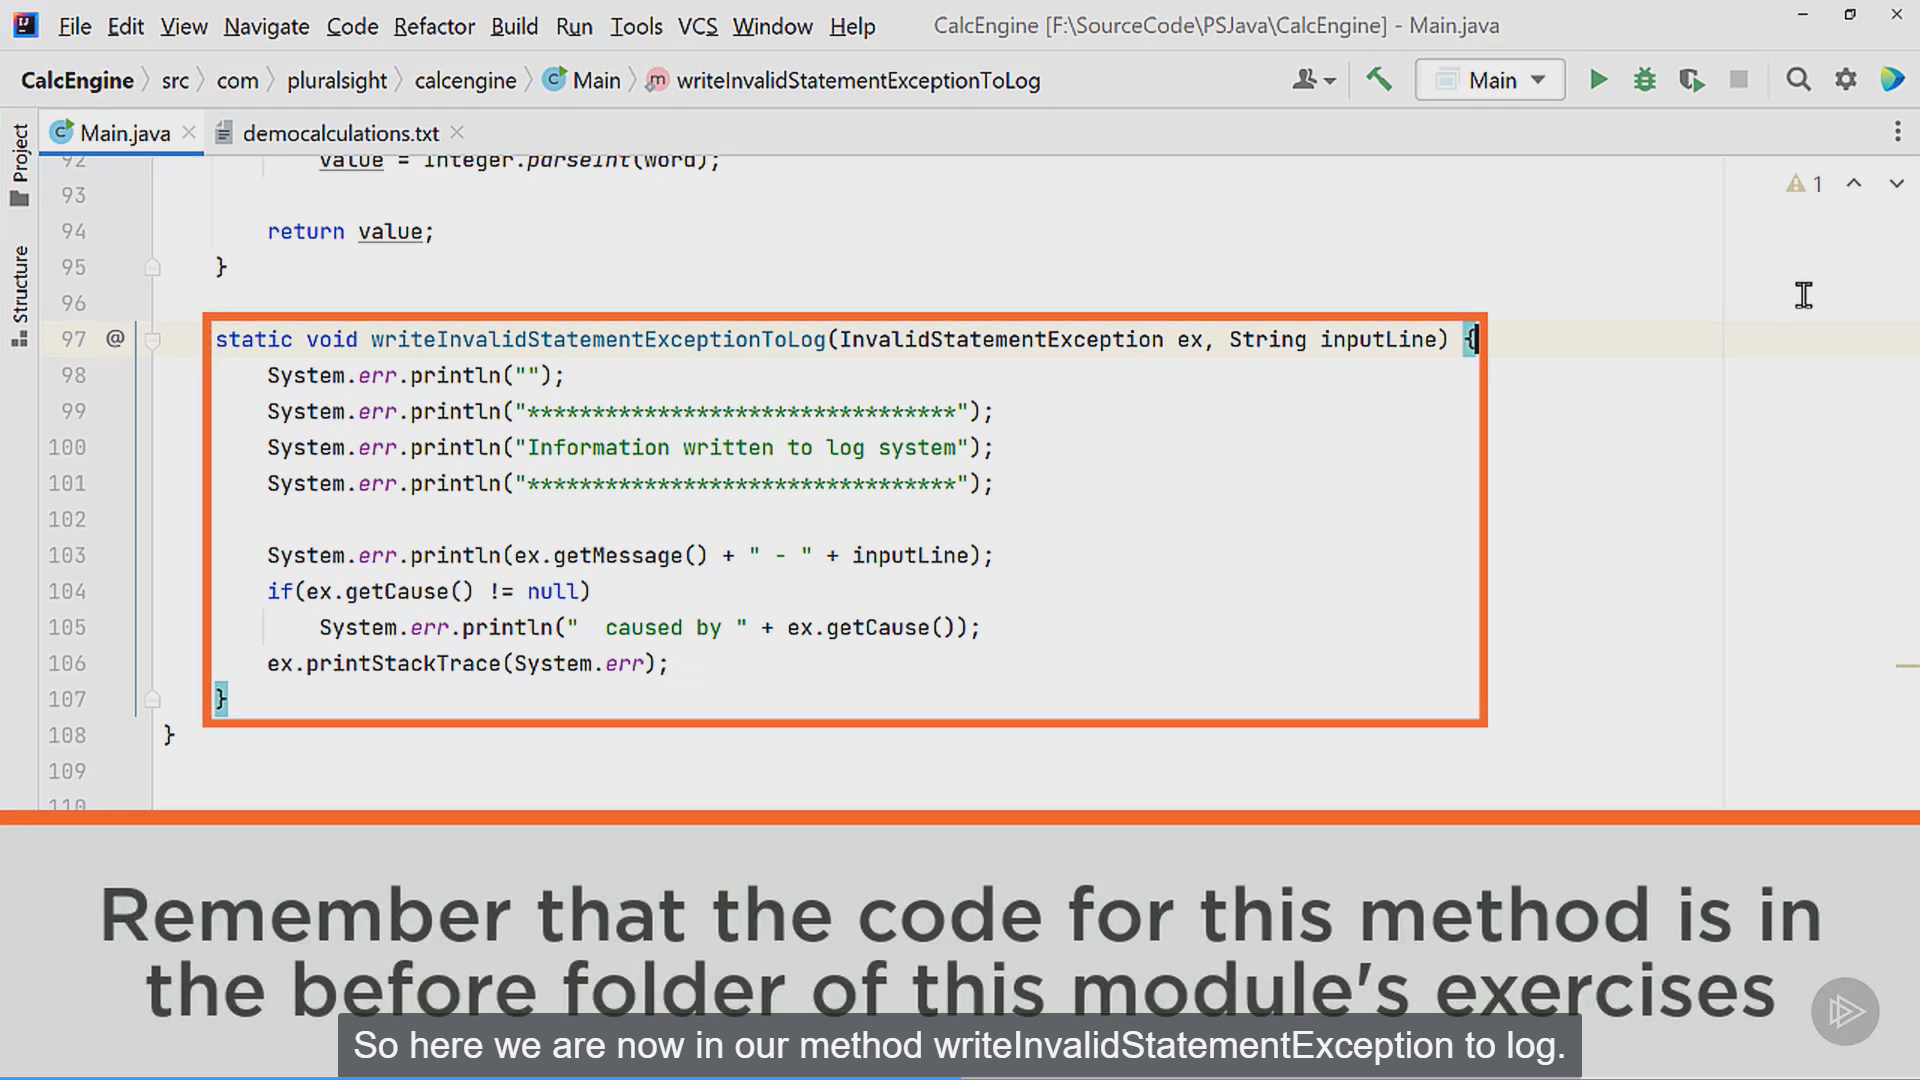 File Edit View Navigate Code Refactor Build Run Tools VCS Window Help CalcEngine [F:\SourceCode\PSJava\CalcEngine] - Main.java
CalcEngine src com pluralsight calcengine Main writeInvalidStatementExceptionToLog Main
Main.java democalculations.txt
Project
Structure
1
92 value = Integer.parseInt(word);
93
94 return value;
95 }
96
97 @ static void writeInvalidStatementExceptionToLog(InvalidStatementException ex, String inputLine) {
98 System.err.println("");
99 System.err.println("*********************************");
100 System.err.println("Information written to log system");
101 System.err.println("*********************************");
102
103 System.err.println(ex.getMessage() + " - " + inputLine);
104 if(ex.getCause() != null)
105 System.err.println("  caused by " + ex.getCause());
106 ex.printStackTrace(System.err);
107 }
108 }
109
110
Remember that the code for this method is in
the before folder of this module's exercises
So here we are now in our method writeInvalidStatementException to log.